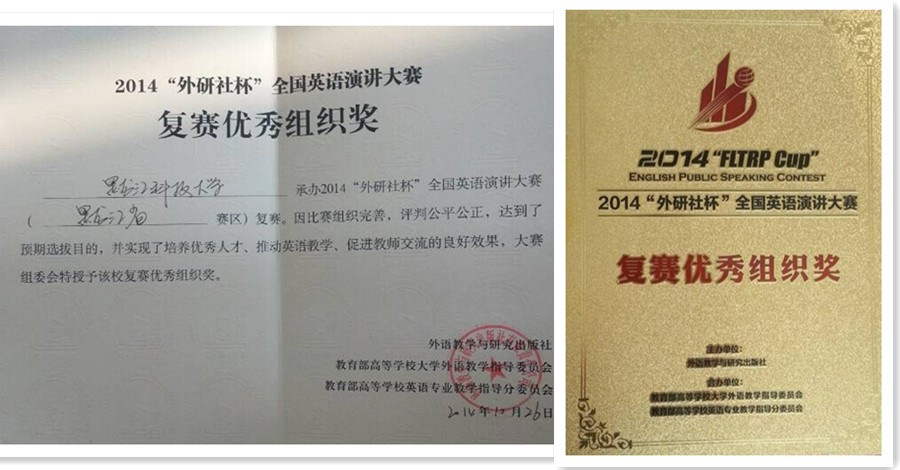 2014“外研社杯”全国英语演讲大赛
复赛优秀组织奖
黑龙江科技大学 承办2014“外研社杯”全国英语演讲大赛
（ 黑龙江省 赛区）复赛。因比赛组织完善，评判公平公正，达到了
预期选拔目的，并实现了培养优秀人才、推动英语教学、促进教师交流的良好效果，大赛
组委会特授予该校复赛优秀组织奖。
外语教学与研究出版社
教育部高等学校大学外语教学指导委员会
教育部高等学校英语专业教学指导分委员会
2014年12月26日
2014 “FLTRP Cup”
ENGLISH PUBLIC SPEAKING CONTEST
2014“外研社杯”全国英语演讲大赛
复赛优秀组织奖
主办单位：
外语教学与研究出版社
合办单位：
教育部高等学校大学外语教学指导委员会
教育部高等学校英语专业教学指导分委员会